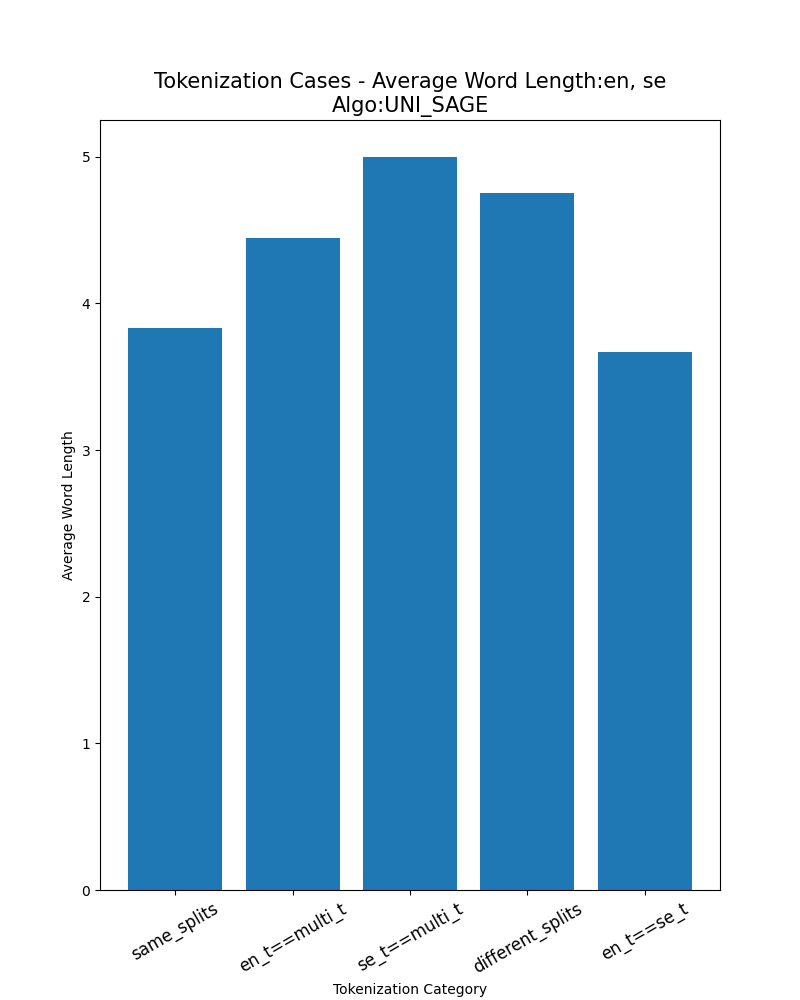 Tokenization Cases - Average Word Length:en, se
Algo:UNI_SAGE
5
4
3
2
1
0
Average Word Length
same_splits
en_t==multi_t
se_t==multi_t
different_splits
en_t==se_t
Tokenization Category